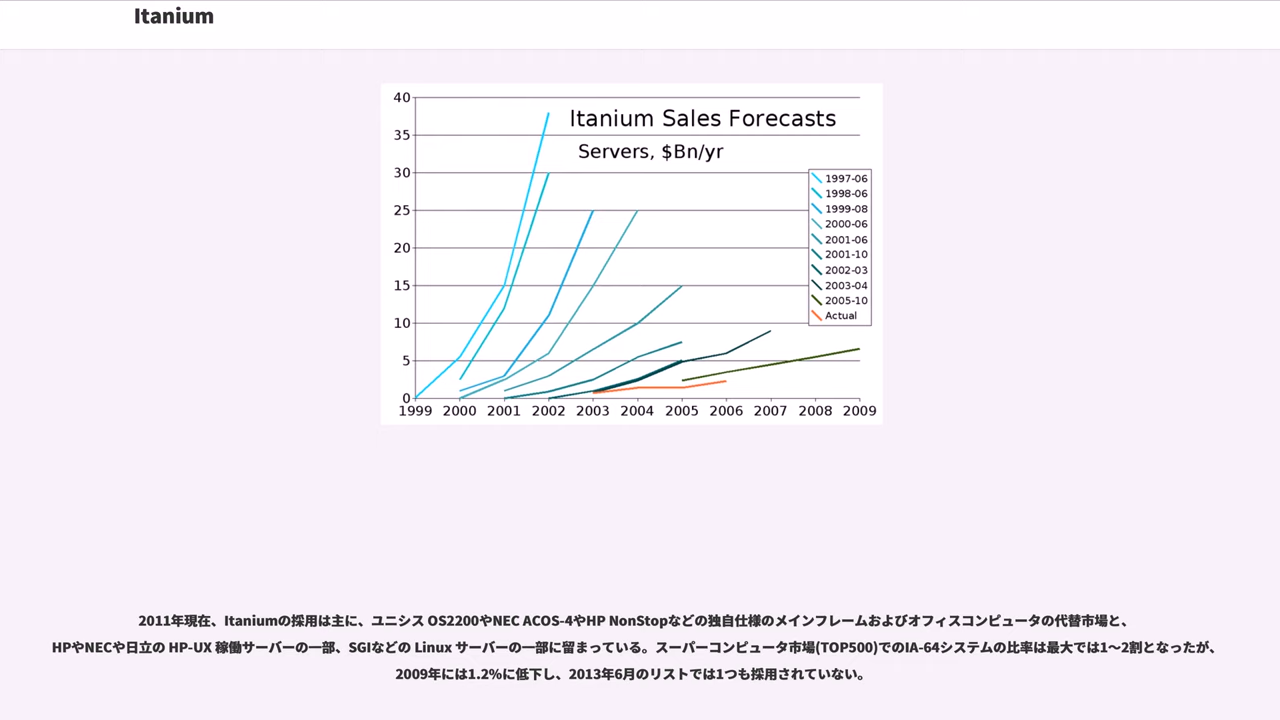 Itanium
Itanium Sales Forecasts
Servers, $Bn/yr
40
35
30
25
20
15
10
5
0
1999 2000 2001 2002 2003 2004 2005 2006 2007 2008 2009
1997-06
1998-06
1999-08
2000-06
2001-06
2001-10
2002-03
2003-04
2005-10
Actual
2011年現在、Itaniumの採用は主に、ユニシス OS2200やNEC ACOS-4やHP NonStopなどの独自仕様のメインフレームおよびオフィスコンピュータの代替市場と、
HPやNECや日立の HP-UX 稼働サーバーの一部、SGIなどの Linux サーバーの一部に留まっている。スーパーコンピュータ市場(TOP500)でのIA-64システムの比率は最大では1〜2割となったが、
2009年には1.2%に低下し、2013年6月のリストでは1つも採用されていない。